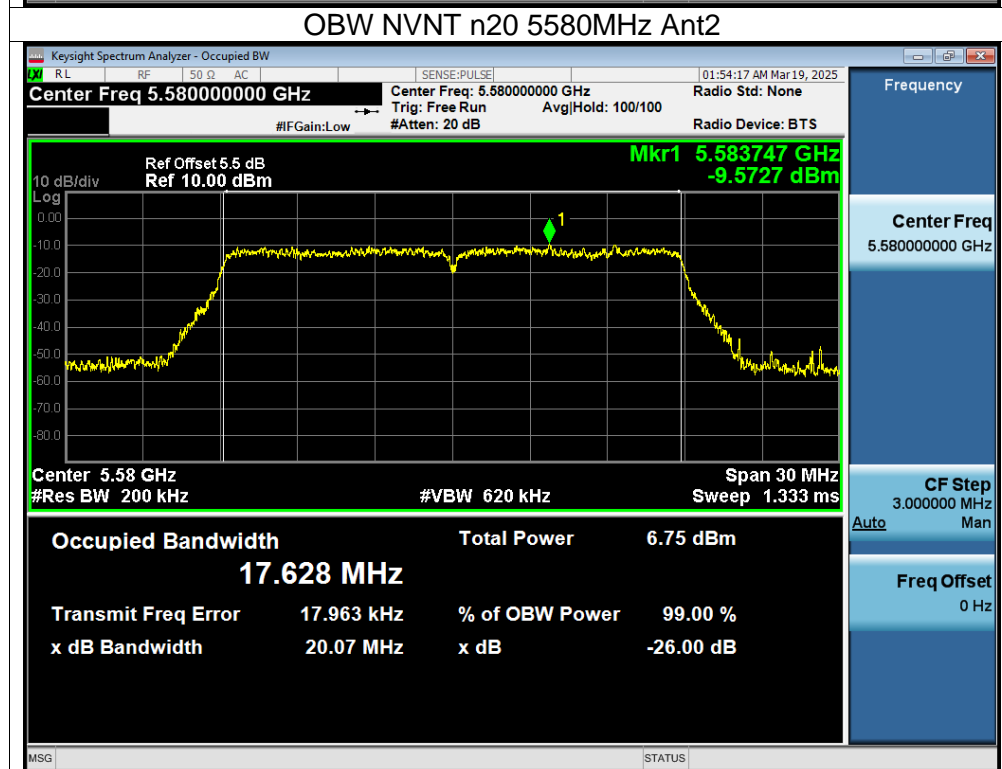 OBW NVNT n20 5580MHz Ant2
Keysight Spectrum Analyzer - Occupied BW
LXI RL RF 50 Ω AC SENSE:PULSE 01:54:17 AM Mar 19, 2025
Center Freq 5.580000000 GHz Center Freq: 5.580000000 GHz Radio Std: None
Trig: Free Run Avg|Hold: 100/100
#IFGain:Low #Atten: 20 dB Radio Device: BTS
Ref Offset 5.5 dB Mkr1 5.583747 GHz
10 dB/div Ref 10.00 dBm -9.5727 dBm
Log
0.00
1
-10.0
-20.0
-30.0
-40.0
-50.0
-60.0
-70.0
-80.0
Center 5.58 GHz Span 30 MHz
#Res BW 200 kHz #VBW 620 kHz Sweep 1.333 ms
Occupied Bandwidth Total Power 6.75 dBm
17.628 MHz
Transmit Freq Error 17.963 kHz % of OBW Power 99.00 %
x dB Bandwidth 20.07 MHz x dB -26.00 dB
Frequency
Center Freq
5.580000000 GHz
CF Step
3.000000 MHz
Auto Man
Freq Offset
0 Hz
MSG STATUS